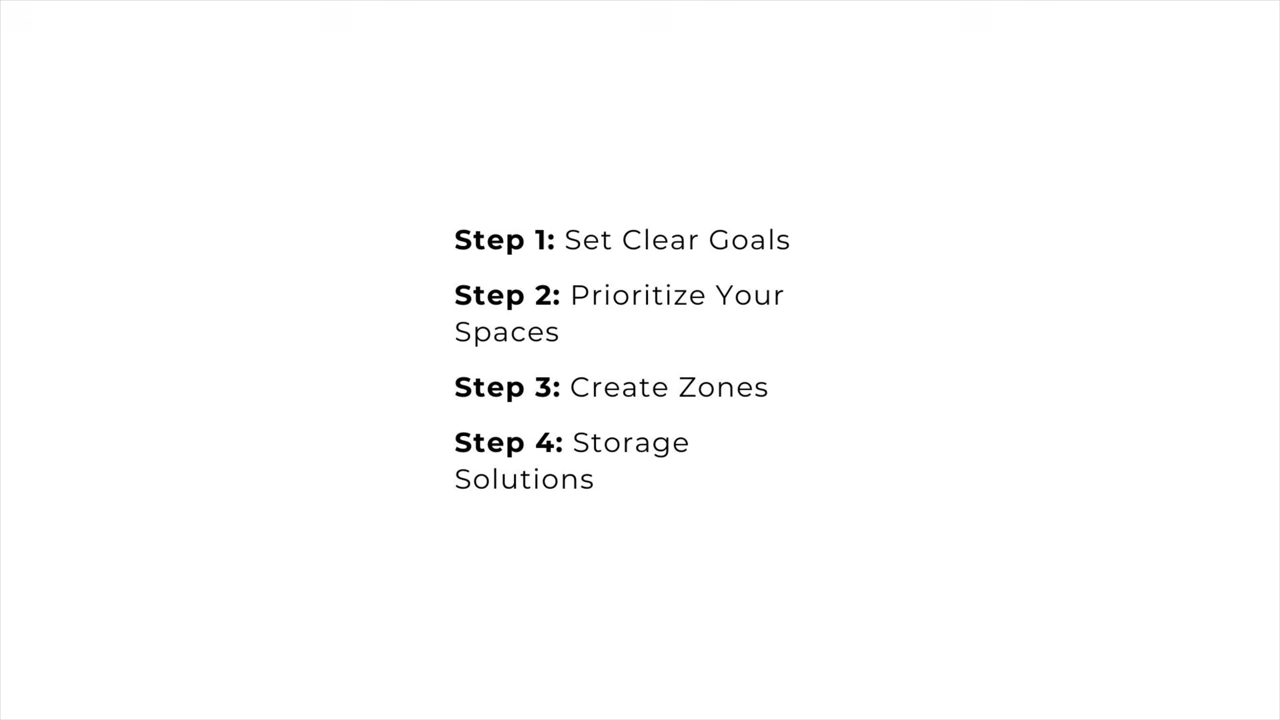 Step 1: Set Clear Goals
Step 2: Prioritize Your
Spaces
Step 3: Create Zones
Step 4: Storage
Solutions